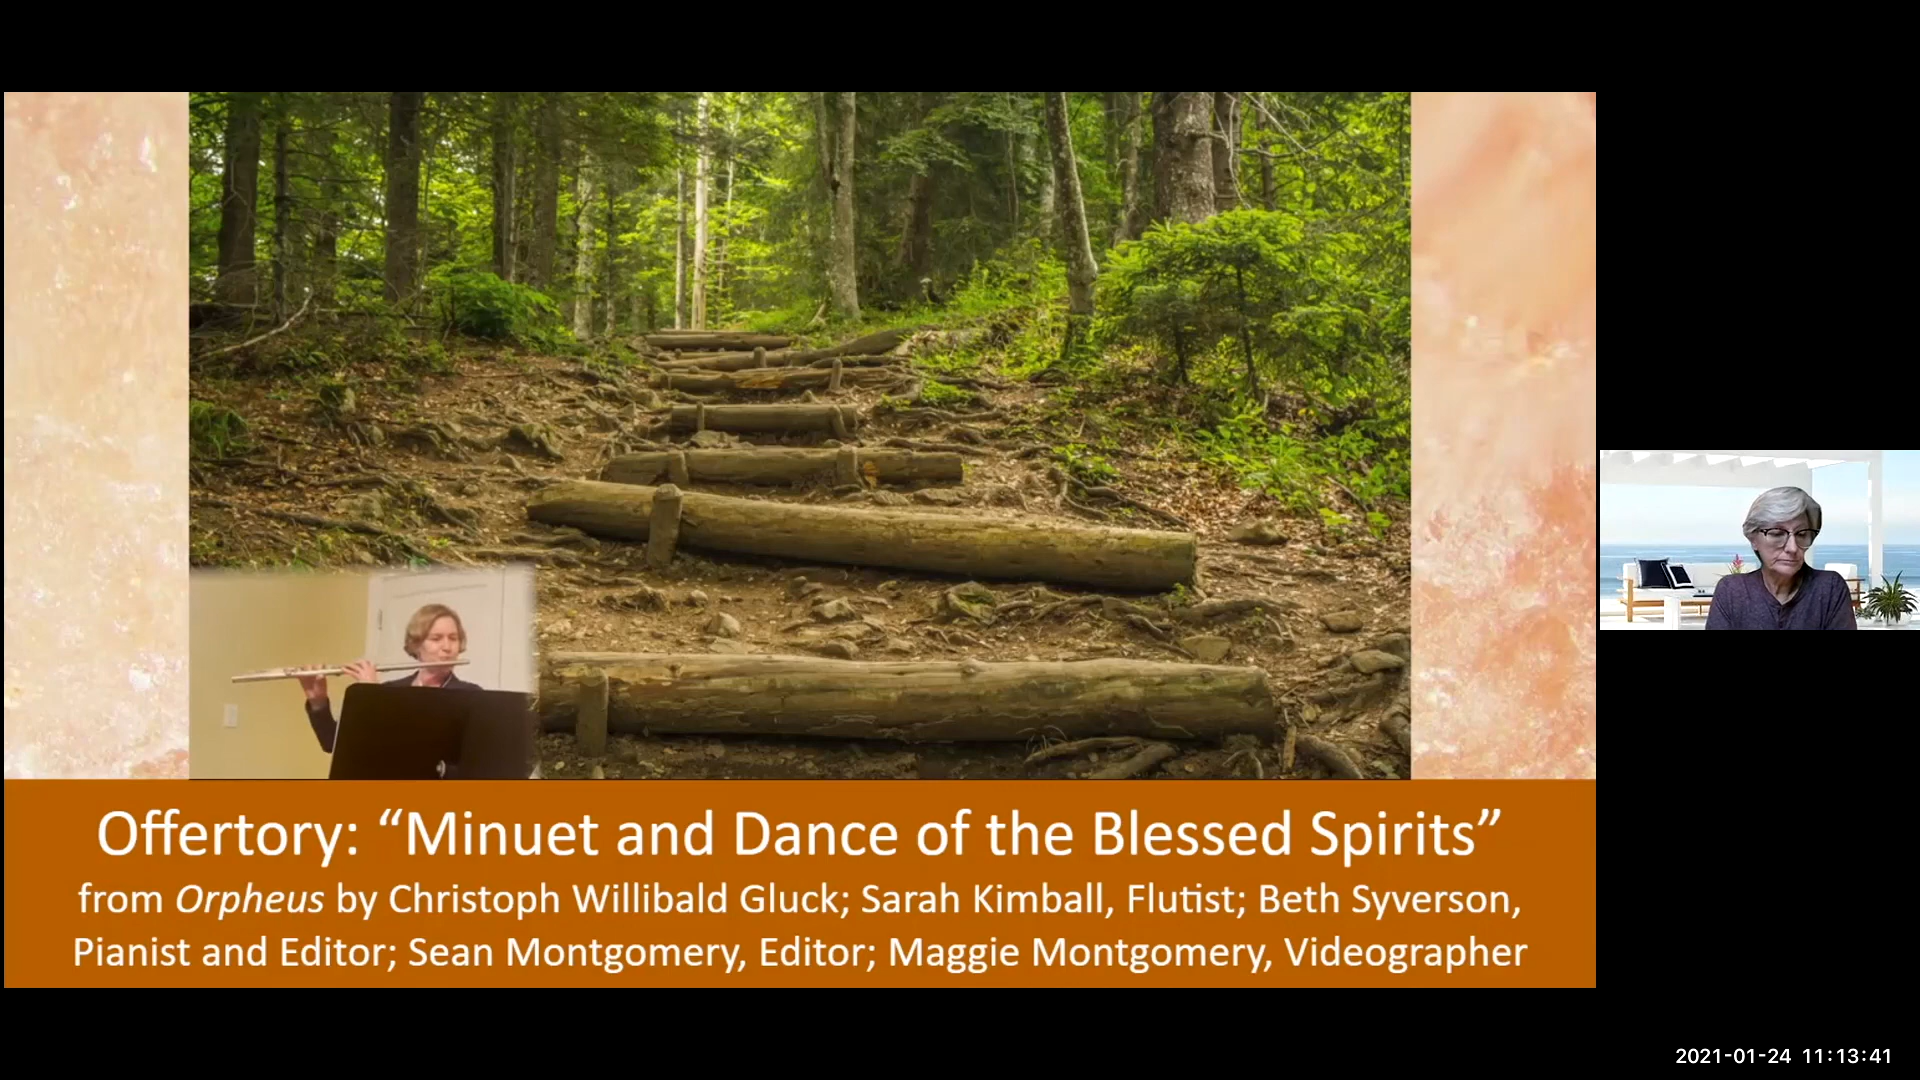 Offertory: “Minuet and Dance of the Blessed Spirits”
from Orpheus by Christoph Willibald Gluck; Sarah Kimball, Flutist; Beth Syverson,
Pianist and Editor; Sean Montgomery, Editor; Maggie Montgomery, Videographer
2021-01-24 11:13:41